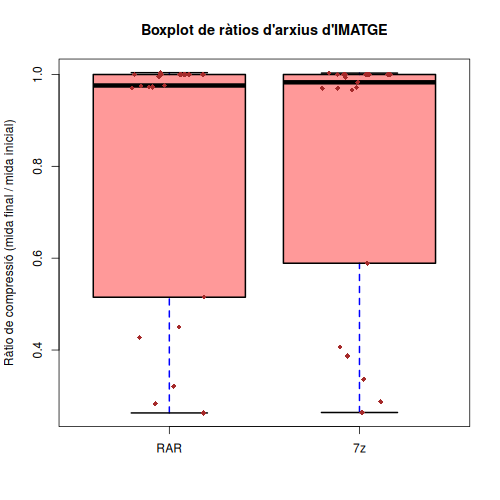 Boxplot de ràtios d'arxius d'IMATGE
Ràtio de compressió (mida final / mida inicial)
1.0
0.8
0.6
0.4
RAR
7z